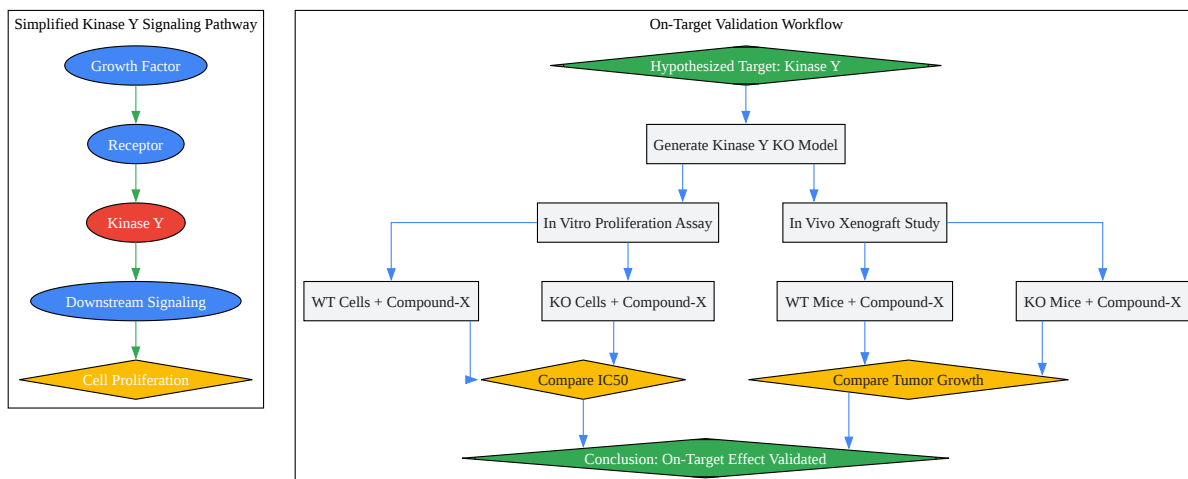 Simplified Kinase Y Signaling Pathway
Growth Factor
Receptor
Kinase Y
Downstream Signaling
Cell Proliferation
On-Target Validation Workflow
Hypothesized Target: Kinase Y
Generate Kinase Y KO Model
In Vitro Proliferation Assay
In Vivo Xenograft Study
WT Cells + Compound-X
KO Cells + Compound-X
WT Mice + Compound-X
KO Mice + Compound-X
Compare IC50
Compare Tumor Growth
Conclusion: On-Target Effect Validated